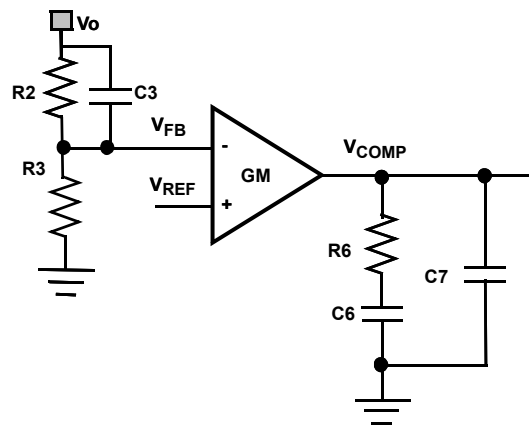 Vo
R2
C3
VFB
VCOMP
R3
-
GM
VREF
+
R6
C7
C6